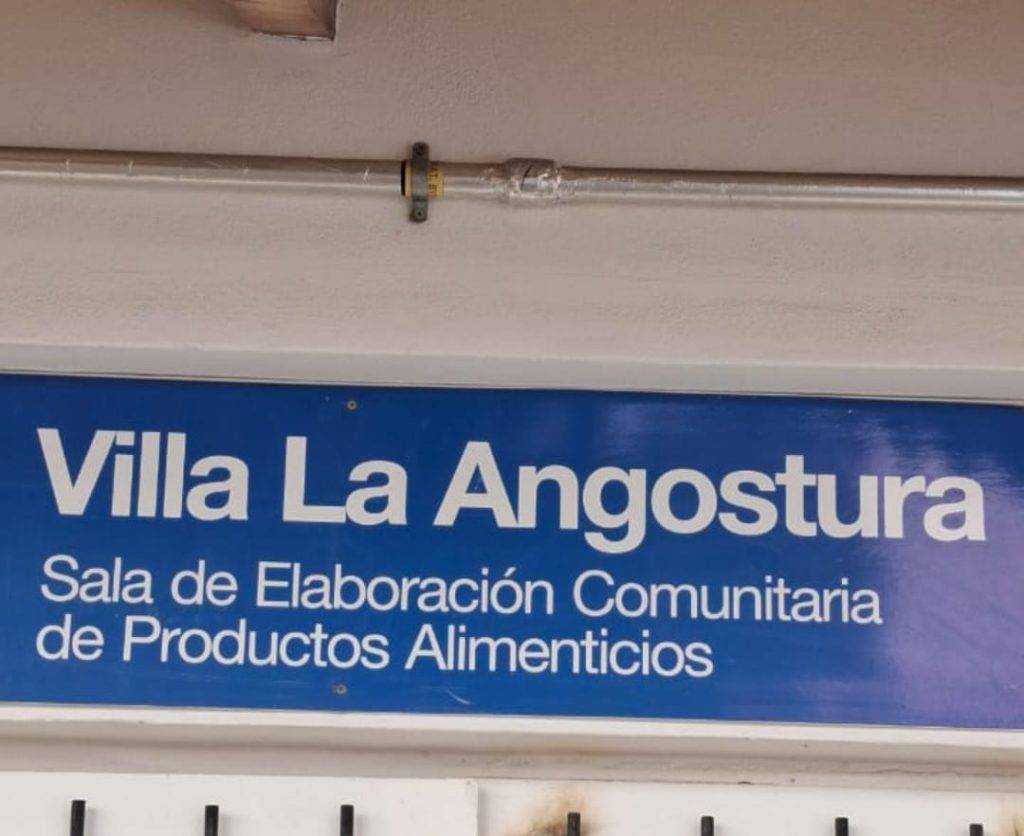 Villa La Angostura
Sala de Elaboración Comunitaria
de Productos Alimenticios